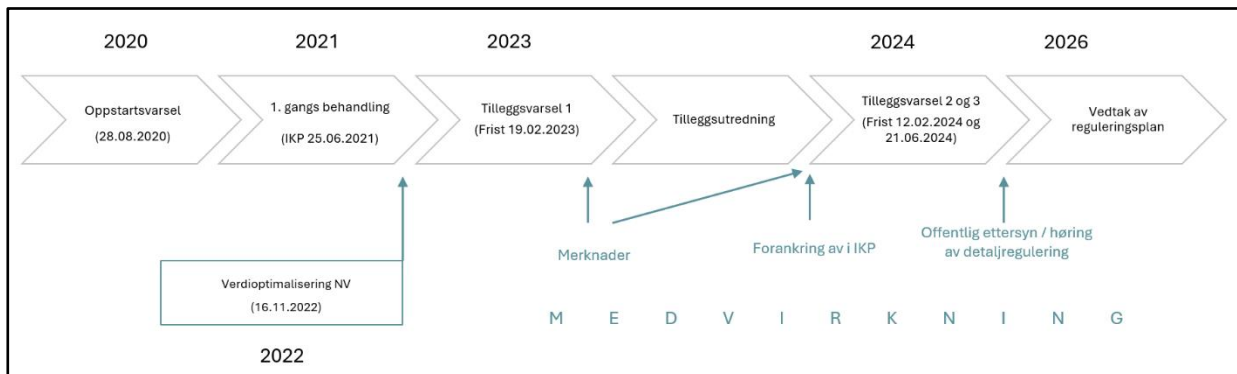 2020
2021
2023
2024
2026
Oppstartsvarsel
(28.08.2020)
1. gangs behandling
(IKP 25.06.2021)
Tilleggsvarsel 1
(Frist 19.02.2023)
Tilleggsutredning
Tilleggsvarsel 2 og 3
(Frist 12.02.2024 og
21.06.2024)
Vedtak av
reguleringsplan
Merknader
Forankring av i IKP
Offentlig ettersyn / høring
av detaljregulering
Verdioptimalisering NV
(16.11.2022)
M E D V I R K N I N G
2022